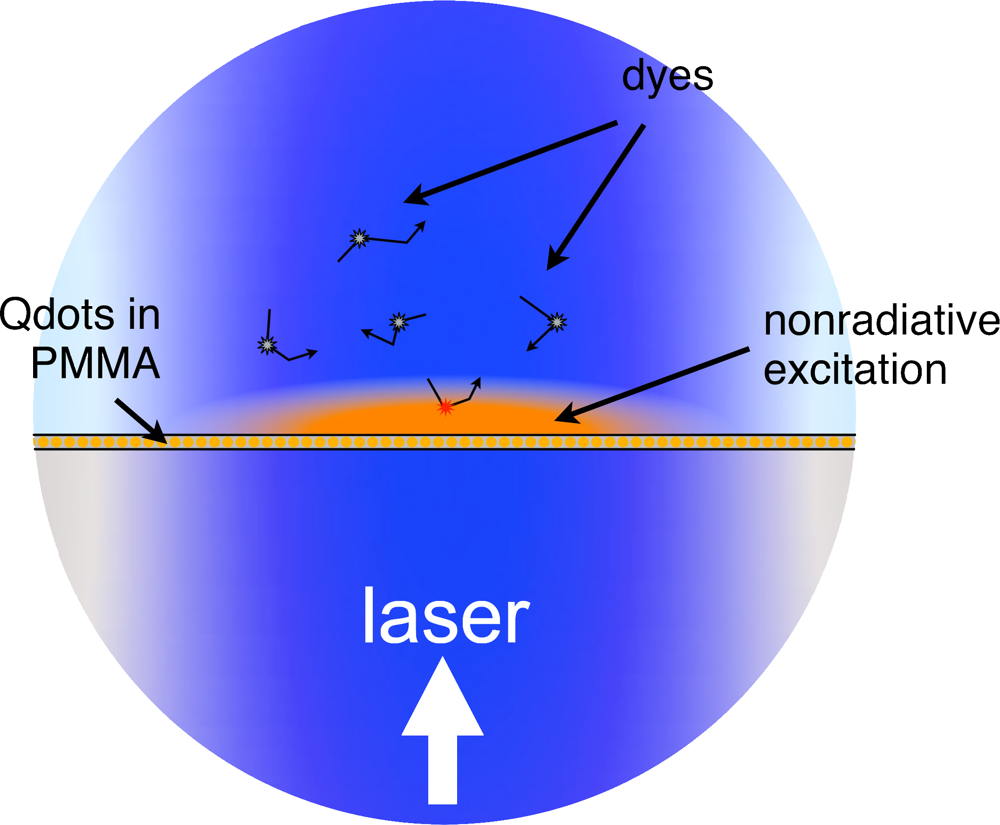 dyes
Qdots in
PMMA
nonradiative
excitation
laser